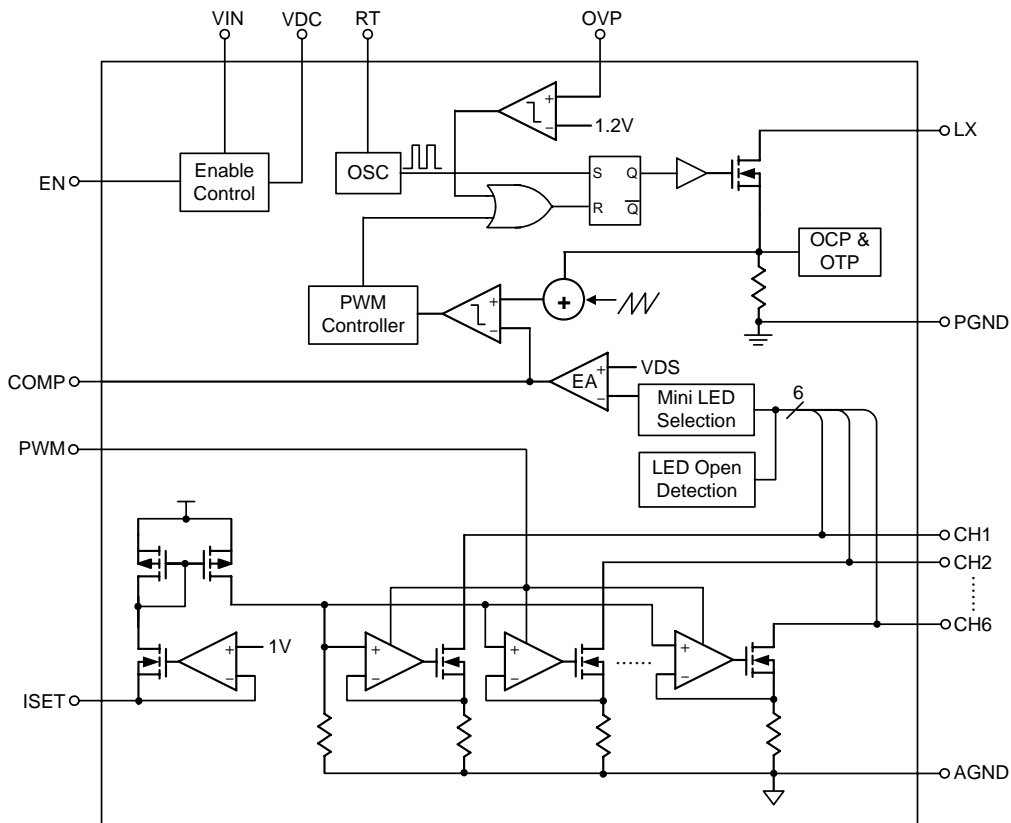 VIN
VDC
RT
OVP
+
−
1.2V
LX
EN
Enable
Control
OSC
S
Q
R
Q
OCP &
OTP
PWM
Controller
+
−
+
PGND
COMP
EA
+
−
VDS
Mini LED
Selection
6
PWM
LED Open
Detection
CH1
CH2
CH6
1V
+
−
+
−
+
−
......
+
−
ISET
AGND